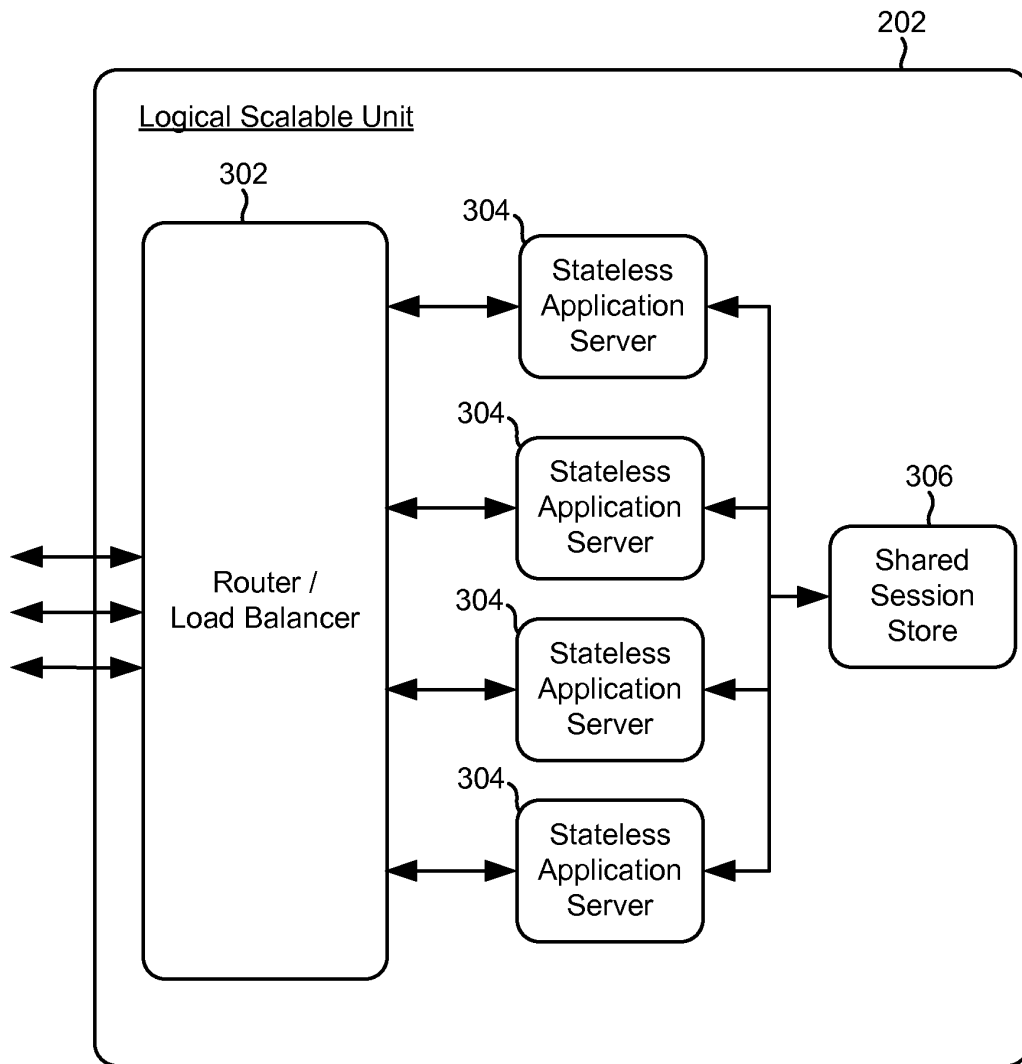 202
Logical Scalable Unit
302
304
Stateless
Application
Server
304
Stateless
Application
Server
306
Shared
Session
Store
Router /
Load Balancer
304
Stateless
Application
Server
304
Stateless
Application
Server